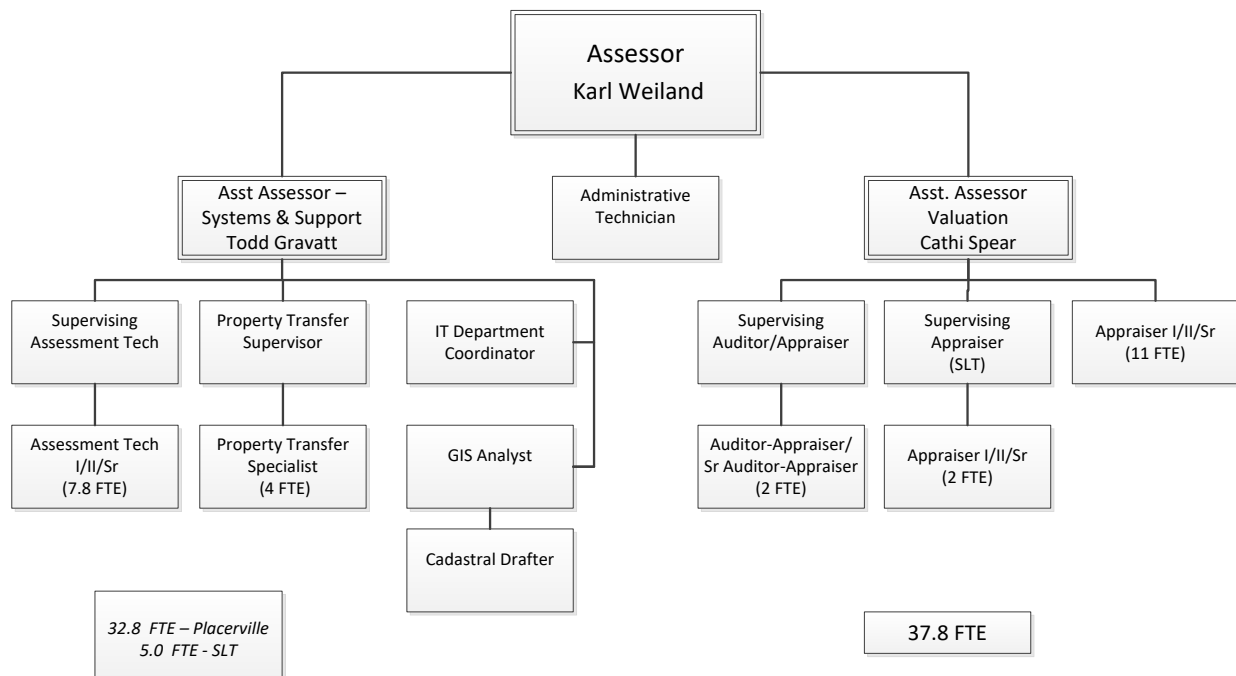 Assessor
Karl Weiland
Asst Assessor –
Systems & Support
Todd Gravatt
Administrative
Technician
Asst. Assessor
Valuation
Cathi Spear
Supervising
Assessment Tech
Property Transfer
Supervisor
IT Department
Coordinator
Supervising
Auditor/Appraiser
Supervising
Appraiser
(SLT)
Appraiser I/II/Sr
(11 FTE)
Assessment Tech
I/II/Sr
(7.8 FTE)
Property Transfer
Specialist
(4 FTE)
GIS Analyst
Auditor-Appraiser/
Sr Auditor-Appraiser
(2 FTE)
Appraiser I/II/Sr
(2 FTE)
Cadastral Drafter
32.8 FTE – Placerville
5.0 FTE - SLT
37.8 FTE